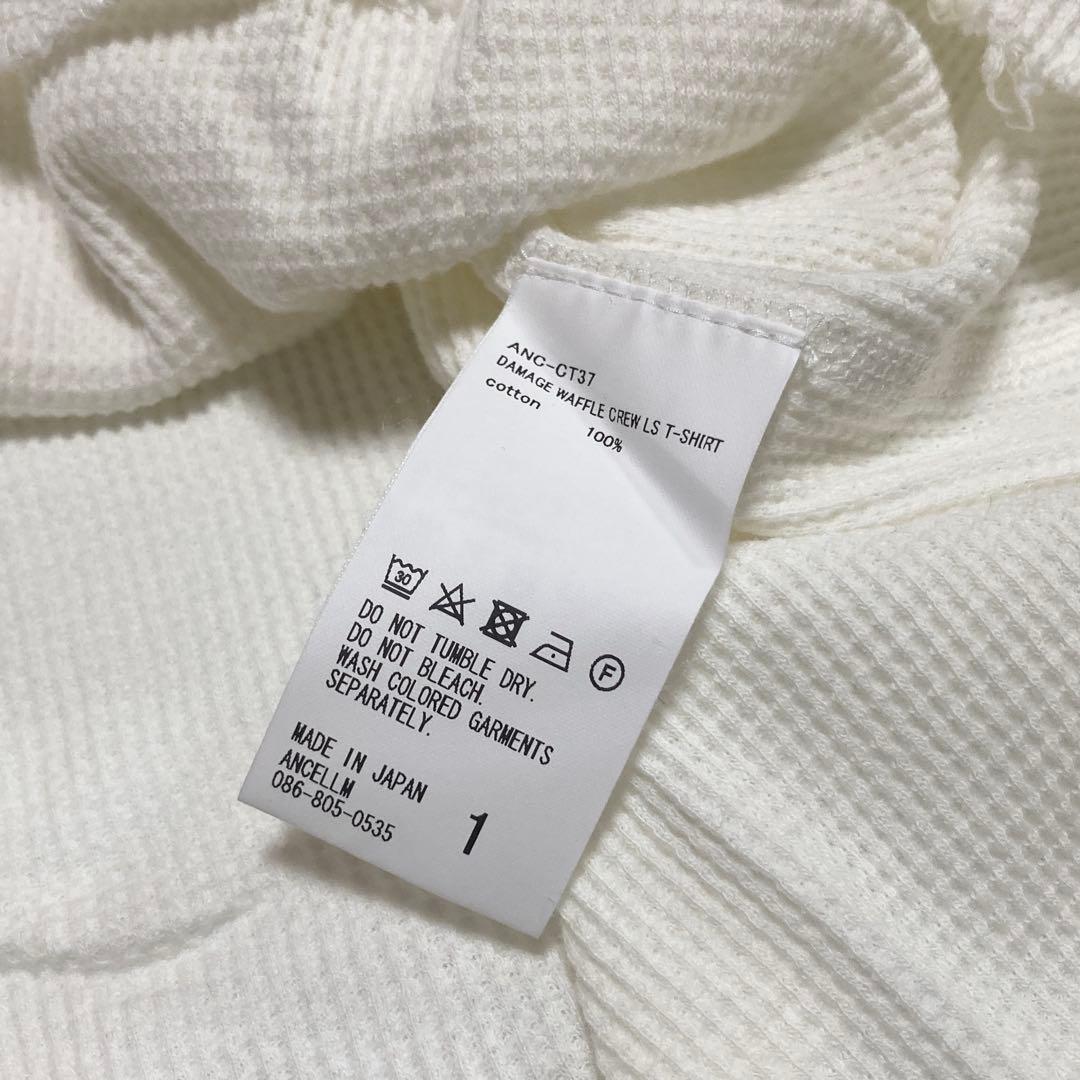 ANC-CT37
DAMAGE WAFFLE CREW LS T-SHIRT
cotton 100%
30
F
DO NOT TUMBLE DRY.
DO NOT BLEACH.
WASH COLORED GARMENTS
SEPARATELY.
MADE IN JAPAN
ANCELLM
086-805-0535
1